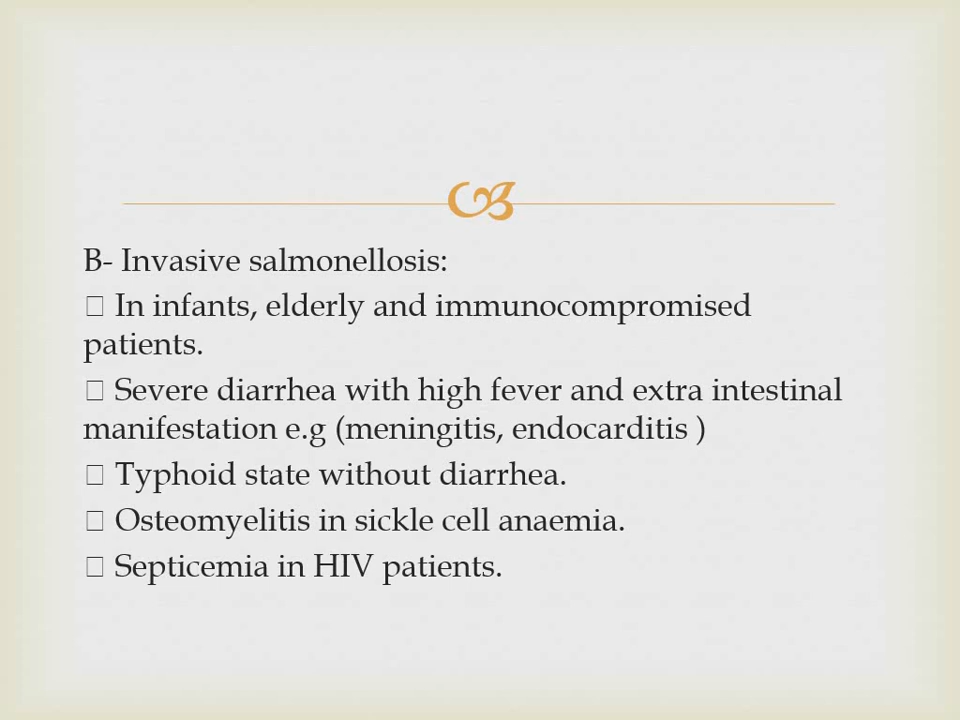 B- Invasive salmonellosis:
□ In infants, elderly and immunocompromised
patients.
□ Severe diarrhea with high fever and extra intestinal
manifestation e.g (meningitis, endocarditis )
□ Typhoid state without diarrhea.
□ Osteomyelitis in sickle cell anaemia.
□ Septicemia in HIV patients.